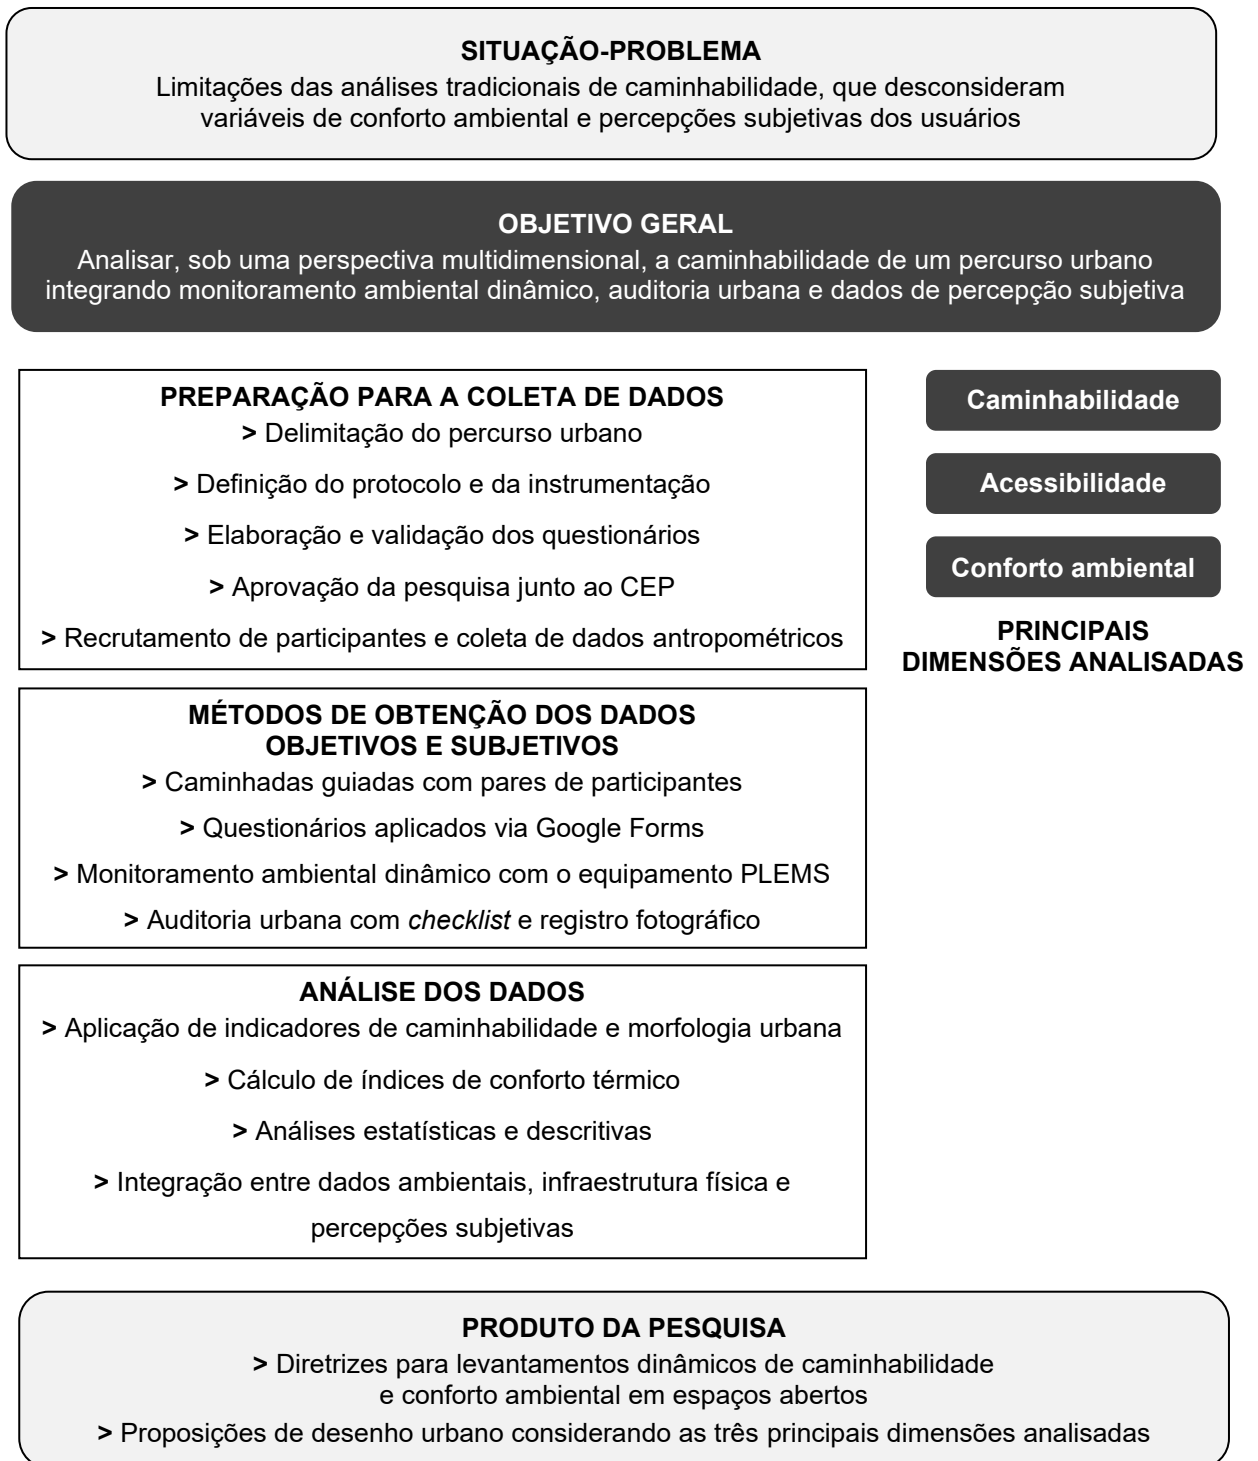 SITUAÇÃO-PROBLEMA
Limitações das análises tradicionais de caminhabilidade, que desconsideram
variáveis de conforto ambiental e percepções subjetivas dos usuários
OBJETIVO GERAL
Analisar, sob uma perspectiva multidimensional, a caminhabilidade de um percurso urbano
integrando monitoramento ambiental dinâmico, auditoria urbana e dados de percepção subjetiva
PREPARAÇÃO PARA A COLETA DE DADOS
> Delimitação do percurso urbano
> Definição do protocolo e da instrumentação
> Elaboração e validação dos questionários
> Aprovação da pesquisa junto ao CEP
> Recrutamento de participantes e coleta de dados antropométricos
Caminhabilidade
Acessibilidade
Conforto ambiental
PRINCIPAIS
DIMENSÕES ANALISADAS
MÉTODOS DE OBTENÇÃO DOS DADOS
OBJETIVOS E SUBJETIVOS
> Caminhadas guiadas com pares de participantes
> Questionários aplicados via Google Forms
> Monitoramento ambiental dinâmico com o equipamento PLEMS
> Auditoria urbana com checklist e registro fotográfico
ANÁLISE DOS DADOS
> Aplicação de indicadores de caminhabilidade e morfologia urbana
> Cálculo de índices de conforto térmico
> Análises estatísticas e descritivas
> Integração entre dados ambientais, infraestrutura física e
percepções subjetivas
PRODUTO DA PESQUISA
> Diretrizes para levantamentos dinâmicos de caminhabilidade
e conforto ambiental em espaços abertos
> Proposições de desenho urbano considerando as três principais dimensões analisadas